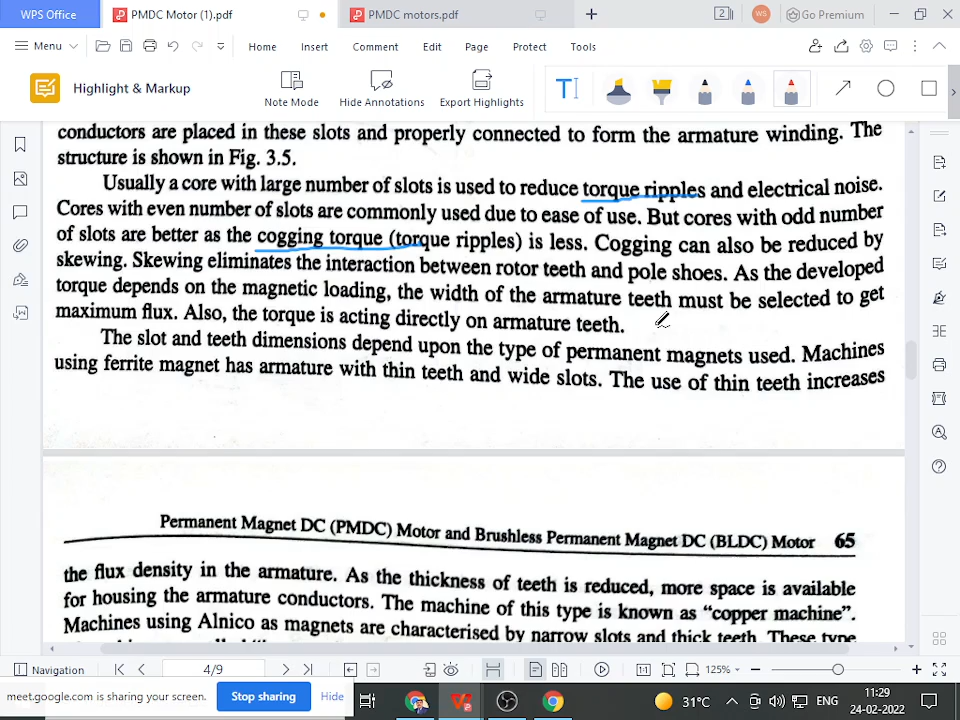 WPS Office
PMDC Motor (1).pdf
PMDC motors.pdf
2
WS
Go Premium
Menu
Home
Insert
Comment
Edit
Page
Protect
Tools
Highlight & Markup
Note Mode
Hide Annotations
Export Highlights
T
conductors are placed in these slots and properly connected to form the armature winding. The
structure is shown in Fig. 3.5.
Usually a core with large number of slots is used to reduce torque ripples and electrical noise.
Cores with even number of slots are commonly used due to ease of use. But cores with odd number
of slots are better as the cogging torque (torque ripples) is less. Cogging can also be reduced by
skewing. Skewing eliminates the interaction between rotor teeth and pole shoes. As the developed
torque depends on the magnetic loading, the width of the armature teeth must be selected to get
maximum flux. Also, the torque is acting directly on armature teeth.
The slot and teeth dimensions depend upon the type of permanent magnets used. Machines
using ferrite magnet has armature with thin teeth and wide slots. The use of thin teeth increases
Permanent Magnet DC (PMDC) Motor and Brushless Permanent Magnet DC (BLDC) Motor 65
the flux density in the armature. As the thickness of teeth is reduced, more space is available
for housing the armature conductors. The machine of this type is known as “copper machine”.
Machines using Alnico as magnets are characterised by narrow slots and thick teeth. These type
Navigation
4/9
1:1
125%
meet.google.com is sharing your screen.
Stop sharing
Hide
31°C
ENG
11:29
24-02-2022